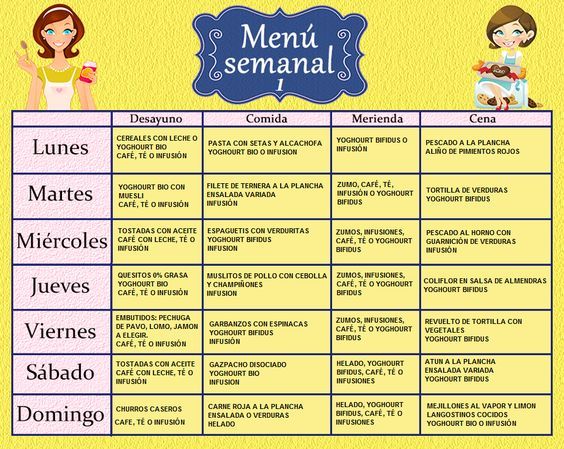 Menú
semanal
1
Desayuno Comida Merienda Cena
Lunes
CEREALES CON LECHE O
YOGHOURT BIO
CAFÉ, TÉ O INFUSIÓN
PASTA CON SETAS Y ALCACHOFA
YOGHOURT BIO O INFUSION
YOGHOURT BIFIDUS O
INFUSIÓN
PESCADO A LA PLANCHA
ALIÑO DE PIMIENTOS ROJOS
Martes
YOGHOURT BIO CON
MUESLI
CAFÉ, TÉ O INFUSIÓN
FILETE DE TERNERA A LA PLANCHA
ENSALADA VARIADA
INFUSIÓN
ZUMO, CAFÉ, TÉ,
INFUSIÓN O YOGHOURT
BIFIDUS
TORTILLA DE VERDURAS
YOGHOURT BIFIDUS
Miércoles
TOSTADAS CON ACEITE
CAFÉ CON LECHE, TÉ O
INFUSIÓN
ESPAGUETIS CON VERDURITAS
YOGHOURT BIFIDUS
INFUSION
ZUMOS, INFUSIONES,
CAFÉ, TÉ O YOGHOURT
BIFIDUS
PESCADO AL HORNO CON
GUARNICIÓN DE VERDURAS
INFUSIÓN
Jueves
QUESITOS 0% GRASA
YOGHOURT BIO
CAFÉ, TÉ O INFUSIÓN
MUSLITOS DE POLLO CON CEBOLLA
Y CHAMPIÑONES
INFUSION
ZUMOS, INFUSIONES,
CAFÉ, TÉ O YOGHOURT
BIFIDUS
COLIFLOR EN SALSA DE ALMENDRAS
YOGHOURT BIFIDUS
Viernes
EMBUTIDOS: PECHUGA
DE PAVO, LOMO, JAMON
A ELEGIR.
CAFÉ, TÉ O INFUSIÓN
GARBANZOS CON ESPINACAS
YOGHOURT BIFIDUS
INFUSIÓN
ZUMOS, INFUSIONES,
CAFÉ, TÉ O YOGHOURT
BIFIDUS
REVUELTO DE TORTILLA CON
VEGETALES
YOGHOURT BIFIDUS
Sábado
TOSTADAS CON ACEITE
CAFÉ CON LECHE, TÉ O
INFUSIÓN
GAZPACHO DISOCIADO
YOGHOURT BIO
INFUSION
HELADO, YOGHOURT
BIFIDUS, CAFÉ, TÉ O
INFUSIÓN
ATUN A LA PLANCHA
ENSALADA VARIADA
YOGHOURT BIFIDUS
Domingo
CHURROS CASEROS
CAFE, TÉ O INFUSIÓN
CARNE ROJA A LA PLANCHA
ENSALADA O VERDURAS
HELADO
HELADO, YOGHOURT
BIFIDUS, CAFÉ, TÉ O
INFUSIONES
MEJILLONES AL VAPOR Y LIMON
LANGOSTINOS COCIDOS
YOGHOURT BIO O INFUSIÓN